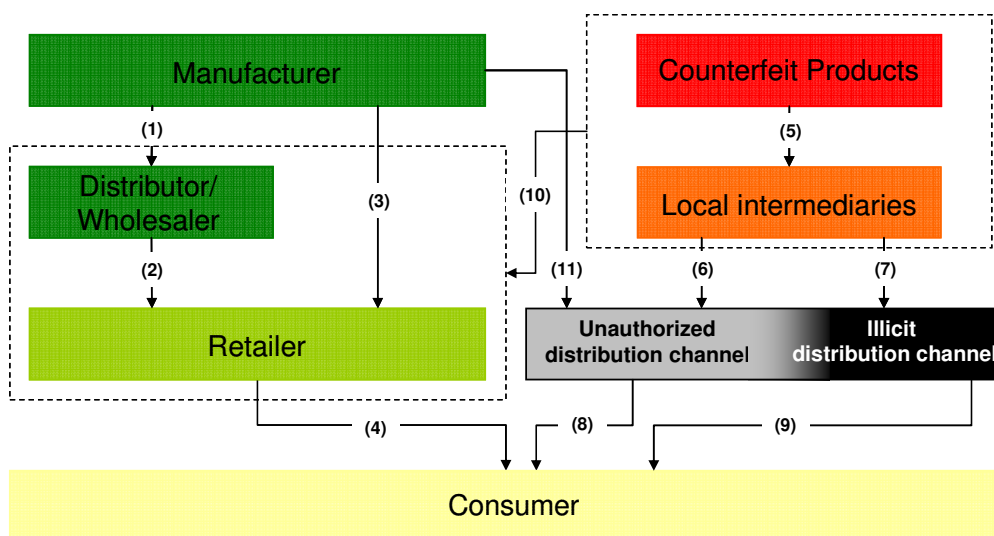 Manufacturer
Counterfeit Products
(1)
(5)
Distributor/
Wholesaler
(3)
(10)
Local intermediaries
(2)
(11)
(6)
(7)
Retailer
Unauthorized
distribution channel
Illicit
distribution channel
(4)
(8)
(9)
Consumer